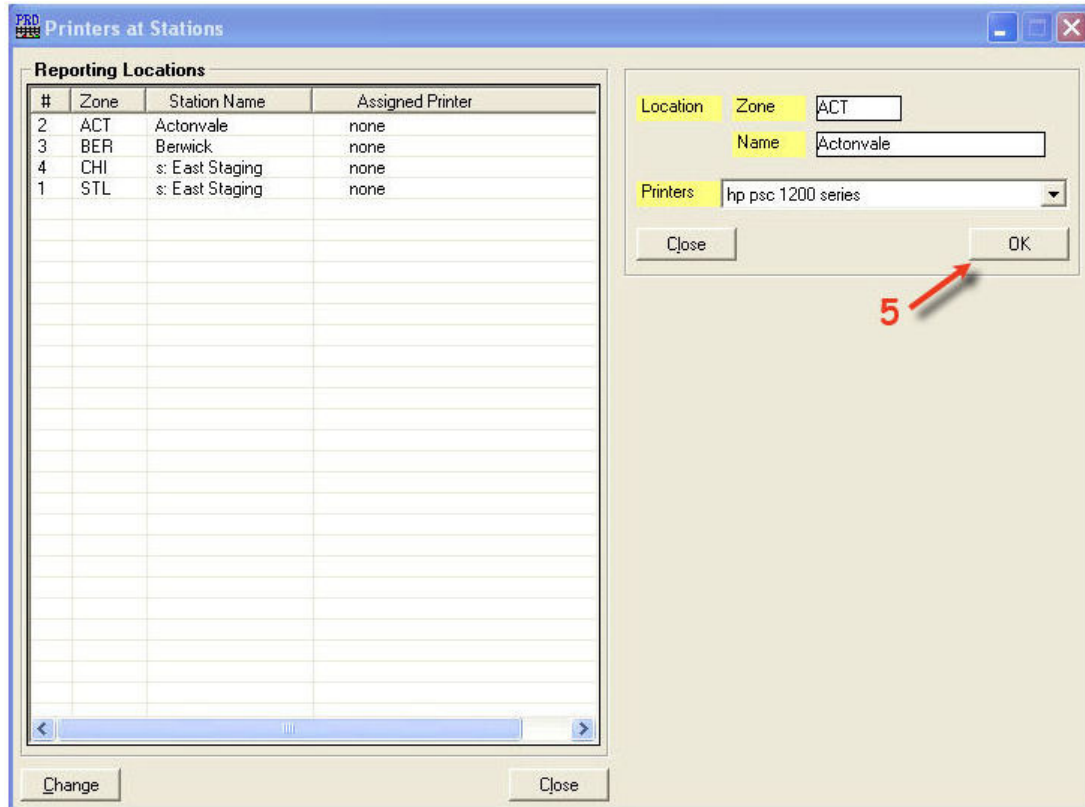 PRD Printers at Stations
Reporting Locations
# Zone Station Name Assigned Printer
2 ACT Actonvale none
3 BER Berwick none
4 CHI s: East Staging none
1 STL s: East Staging none
Change Close
Location Zone ACT
Name Actonvale
Printers hp psc 1200 series
Close OK
5